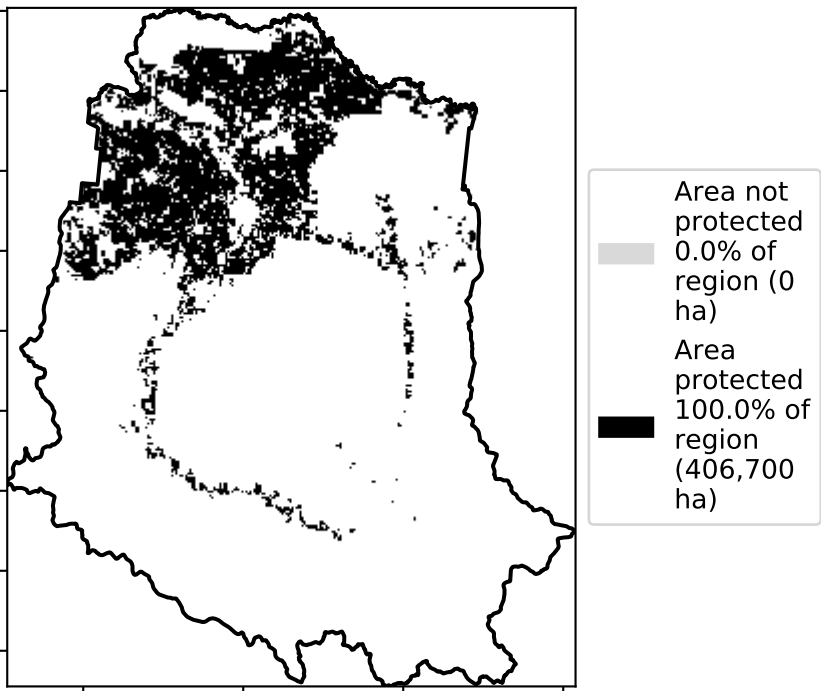 Area not
protected
0.0% of
region (0
ha)
Area
protected
100.0% of
region
(406,700
ha)